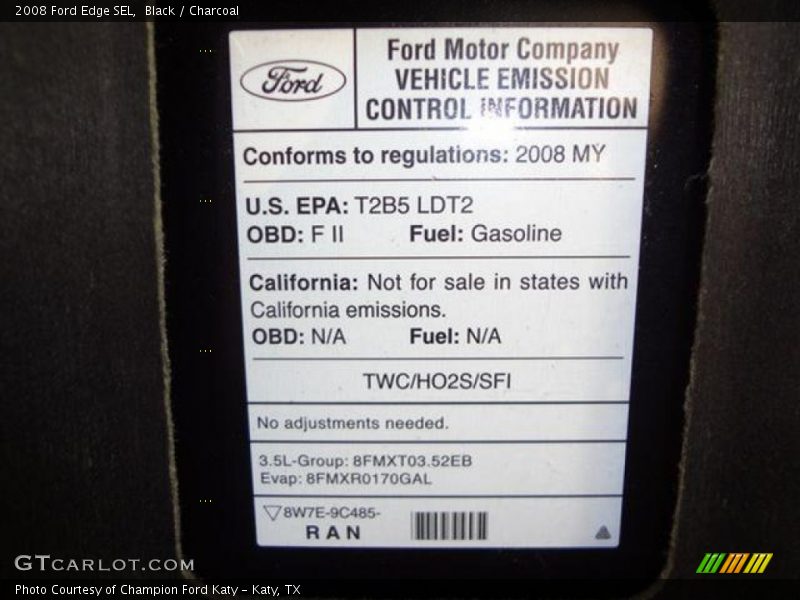 2008 Ford Edge SEL, Black / Charcoal
Ford
Ford Motor Company
VEHICLE EMISSION
CONTROL INFORMATION
Conforms to regulations: 2008 MY
U.S. EPA: T2B5 LDT2
OBD: F II Fuel: Gasoline
California: Not for sale in states with
California emissions.
OBD: N/A Fuel: N/A
TWC/HO2S/SFI
No adjustments needed.
3.5L-Group: 8FMXT03.52EB
Evap: 8FMXR0170GAL
8W7E-9C485-
RAN
GTCARLOT.COM
Photo Courtesy of Champion Ford Katy - Katy, TX